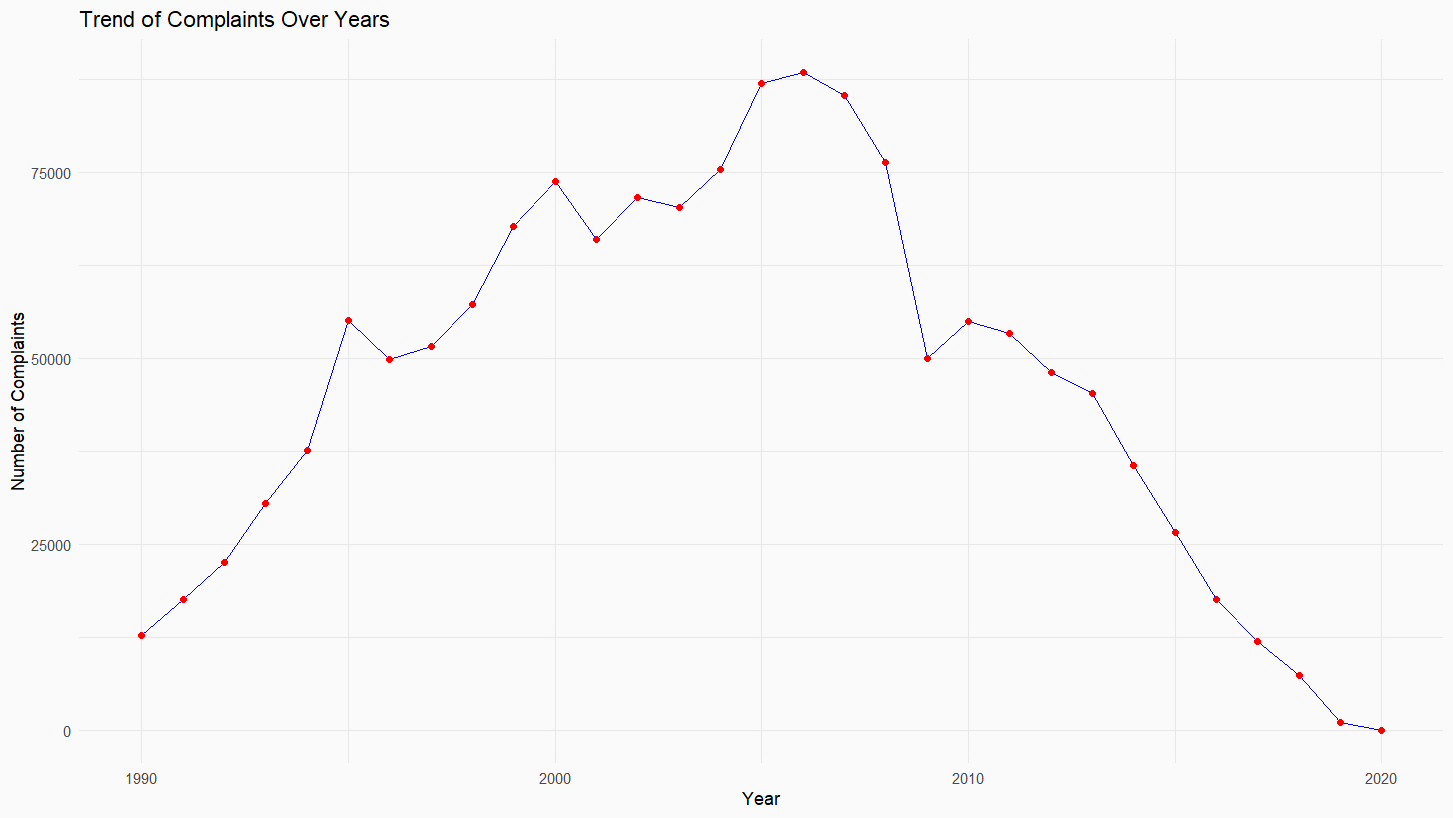 Trend of Complaints Over Years
Number of Complaints
75000
50000
25000
0
1990 2000 2010 2020
Year